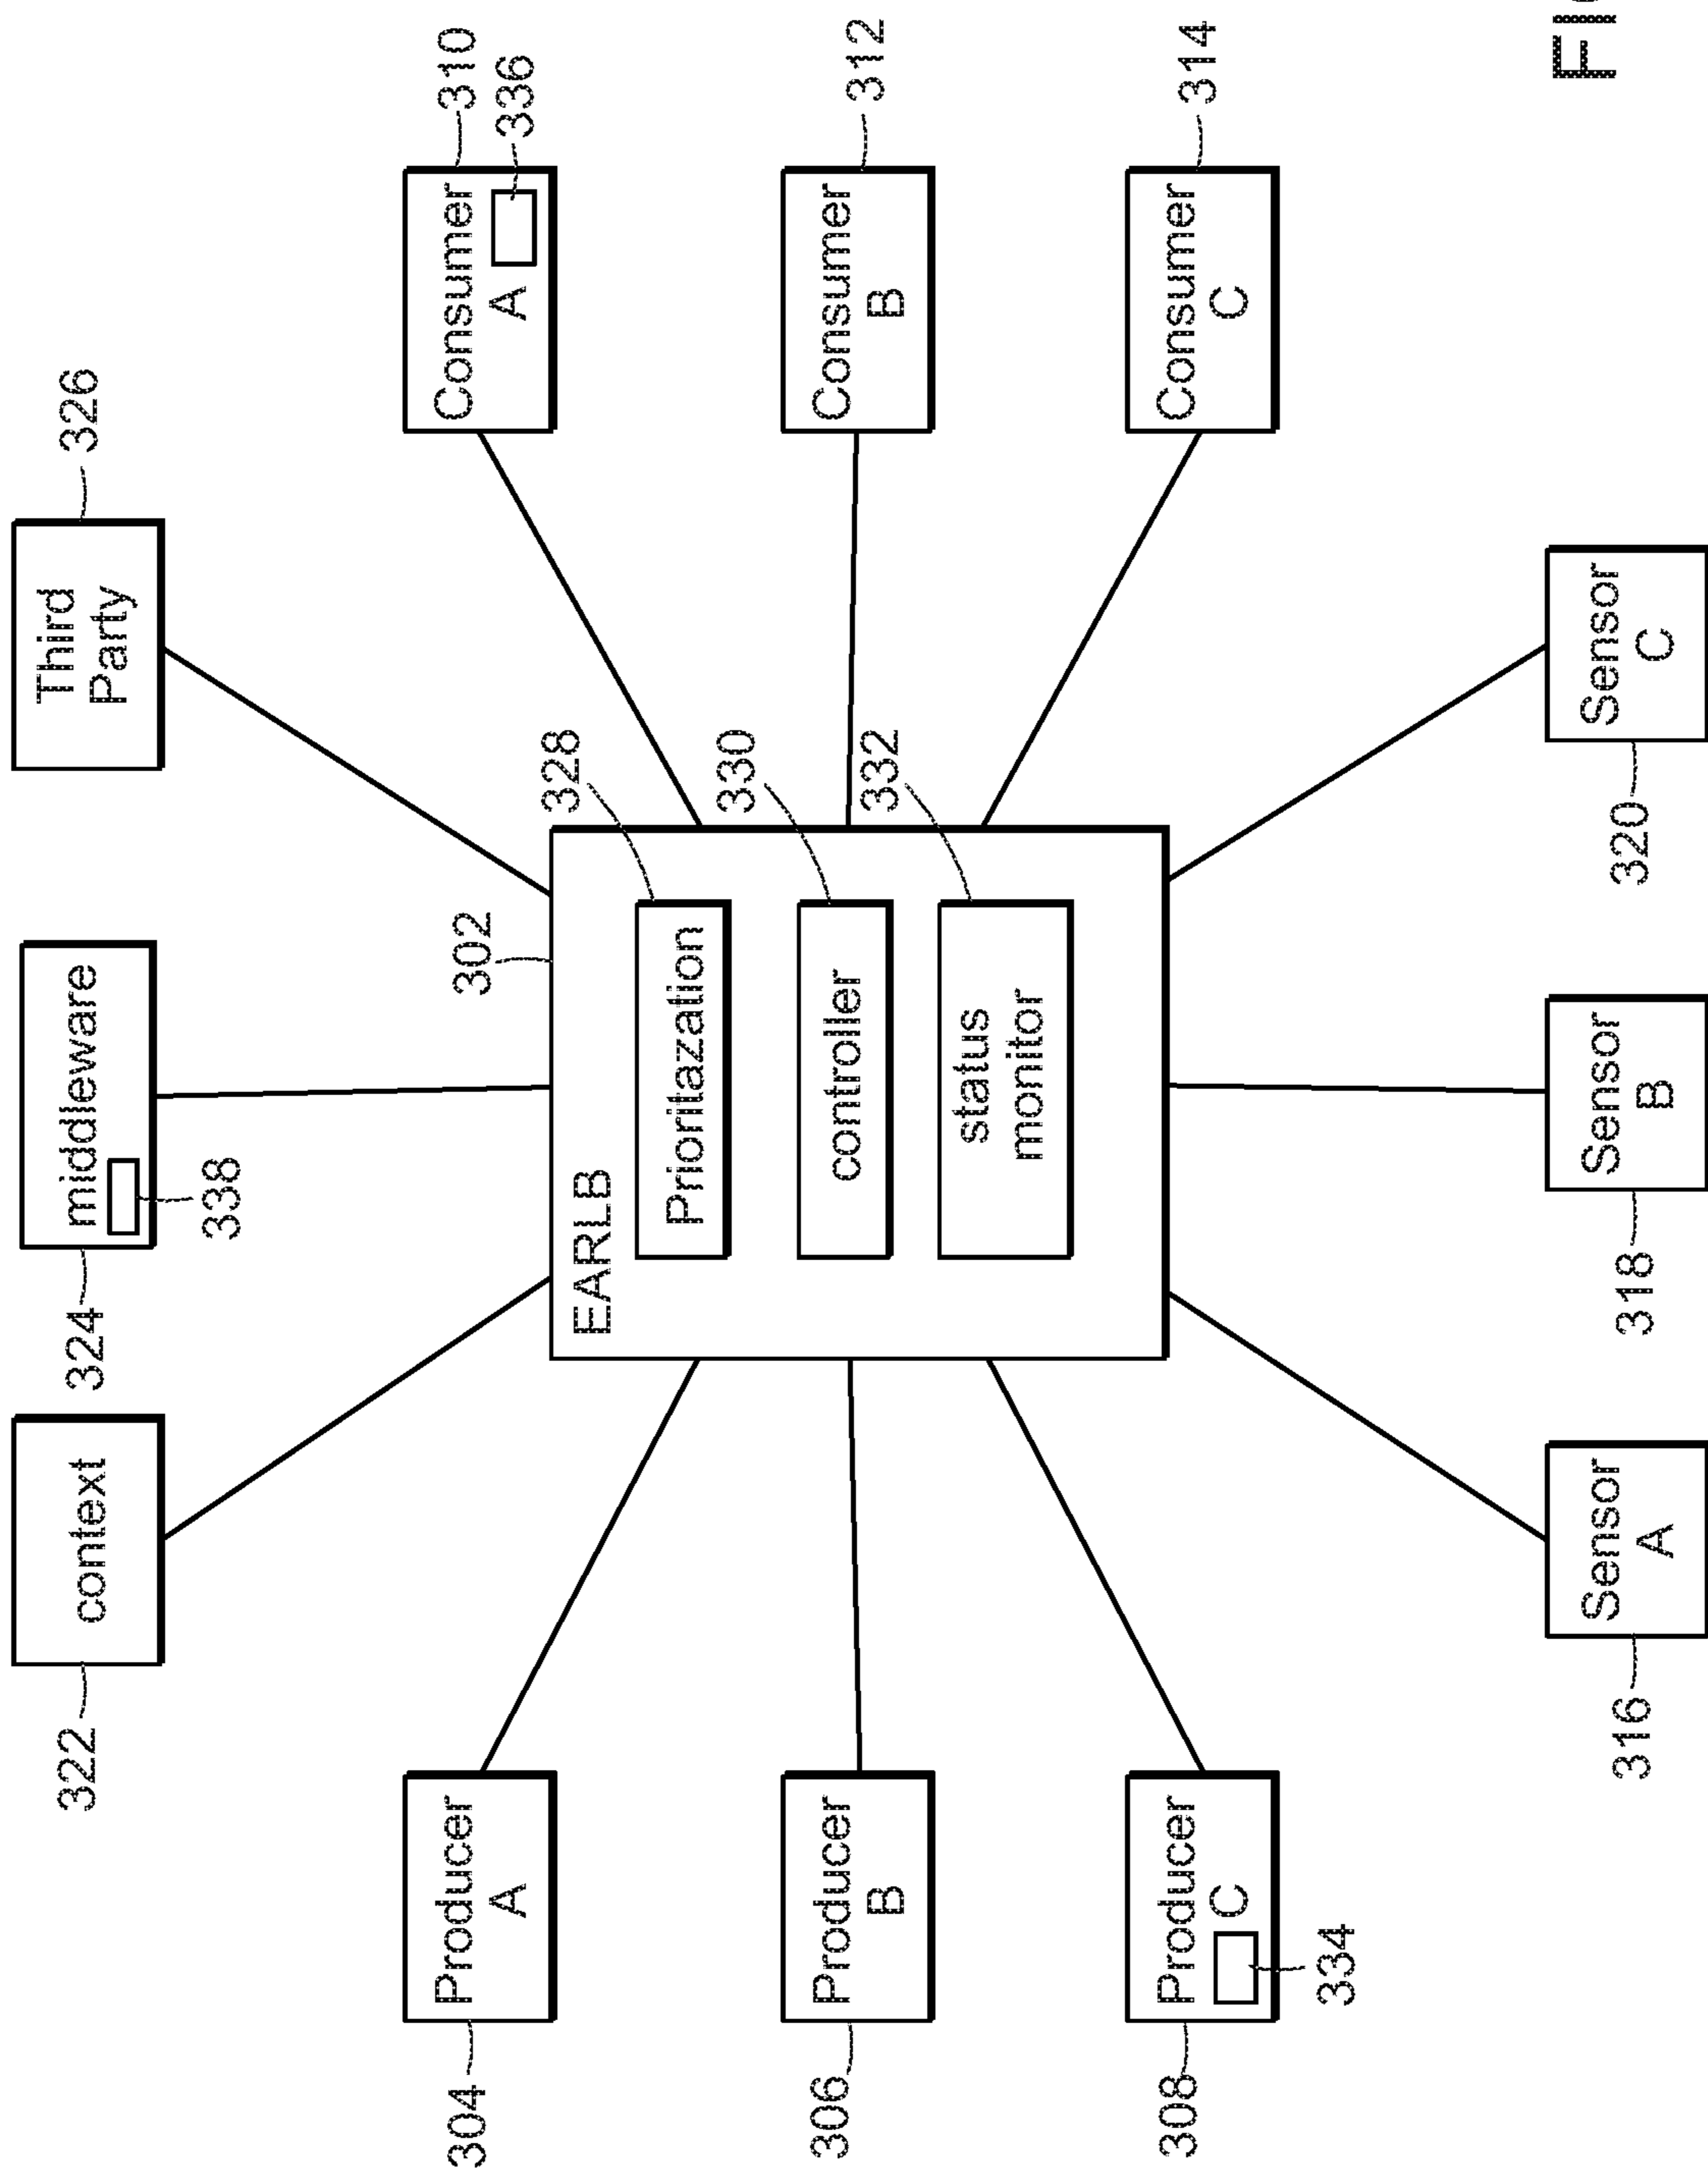 322
context
324
middleware
338
Third
Party
326
304
Producer
A
302
Consumer
A
310
336
EARLB
328
Prioritazation
330
controller
332
status
monitor
306
Producer
B
Consumer
B
312
308
Producer
C
334
Consumer
C
314
316
Sensor
A
318
Sensor
B
320
Sensor
C